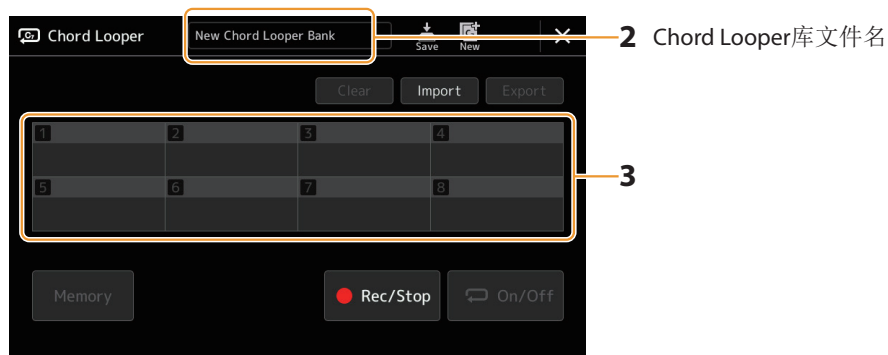 Chord Looper New Chord Looper Bank Save New 2 Chord Looper库文件名
Clear Import Export
1 2 3 4
3
5 6 7 8
Memory Rec/Stop On/Off